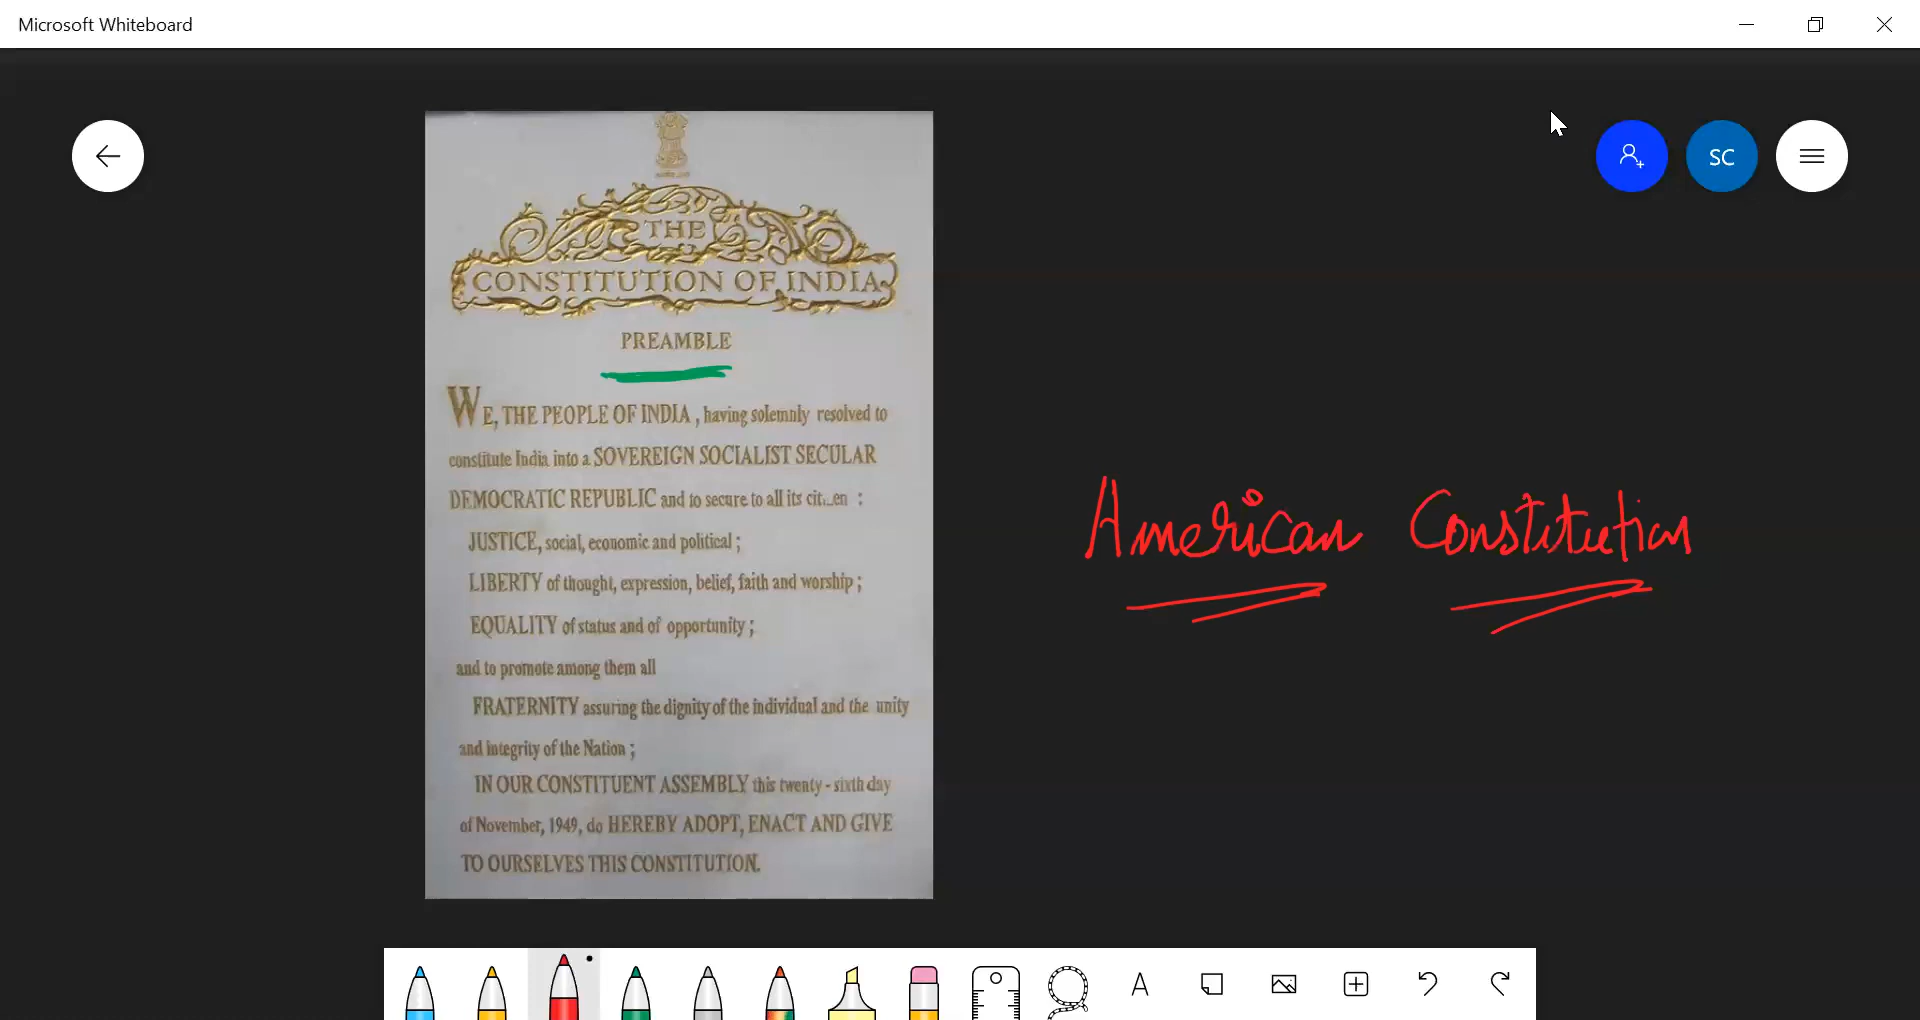 Microsoft Whiteboard
SC
THE
CONSTITUTION OF INDIA
PREAMBLE
WE, THE PEOPLE OF INDIA, having solemnly resolved to
constitute India into a SOVEREIGN SOCIALIST SECULAR
DEMOCRATIC REPUBLIC and to secure to all its cit...en :
JUSTICE, social, economic and political ;
LIBERTY of thought, expression, belief, faith and worship ;
EQUALITY of status and of opportunity ;
and to promote among them all
FRATERNITY assuring the dignity of the individual and the unity
and integrity of the Nation ;
IN OUR CONSTITUENT ASSEMBLY this twenty - sixth day
of November, 1949, do HEREBY ADOPT, ENACT AND GIVE
TO OURSELVES THIS CONSTITUTION.
American Constitution
A